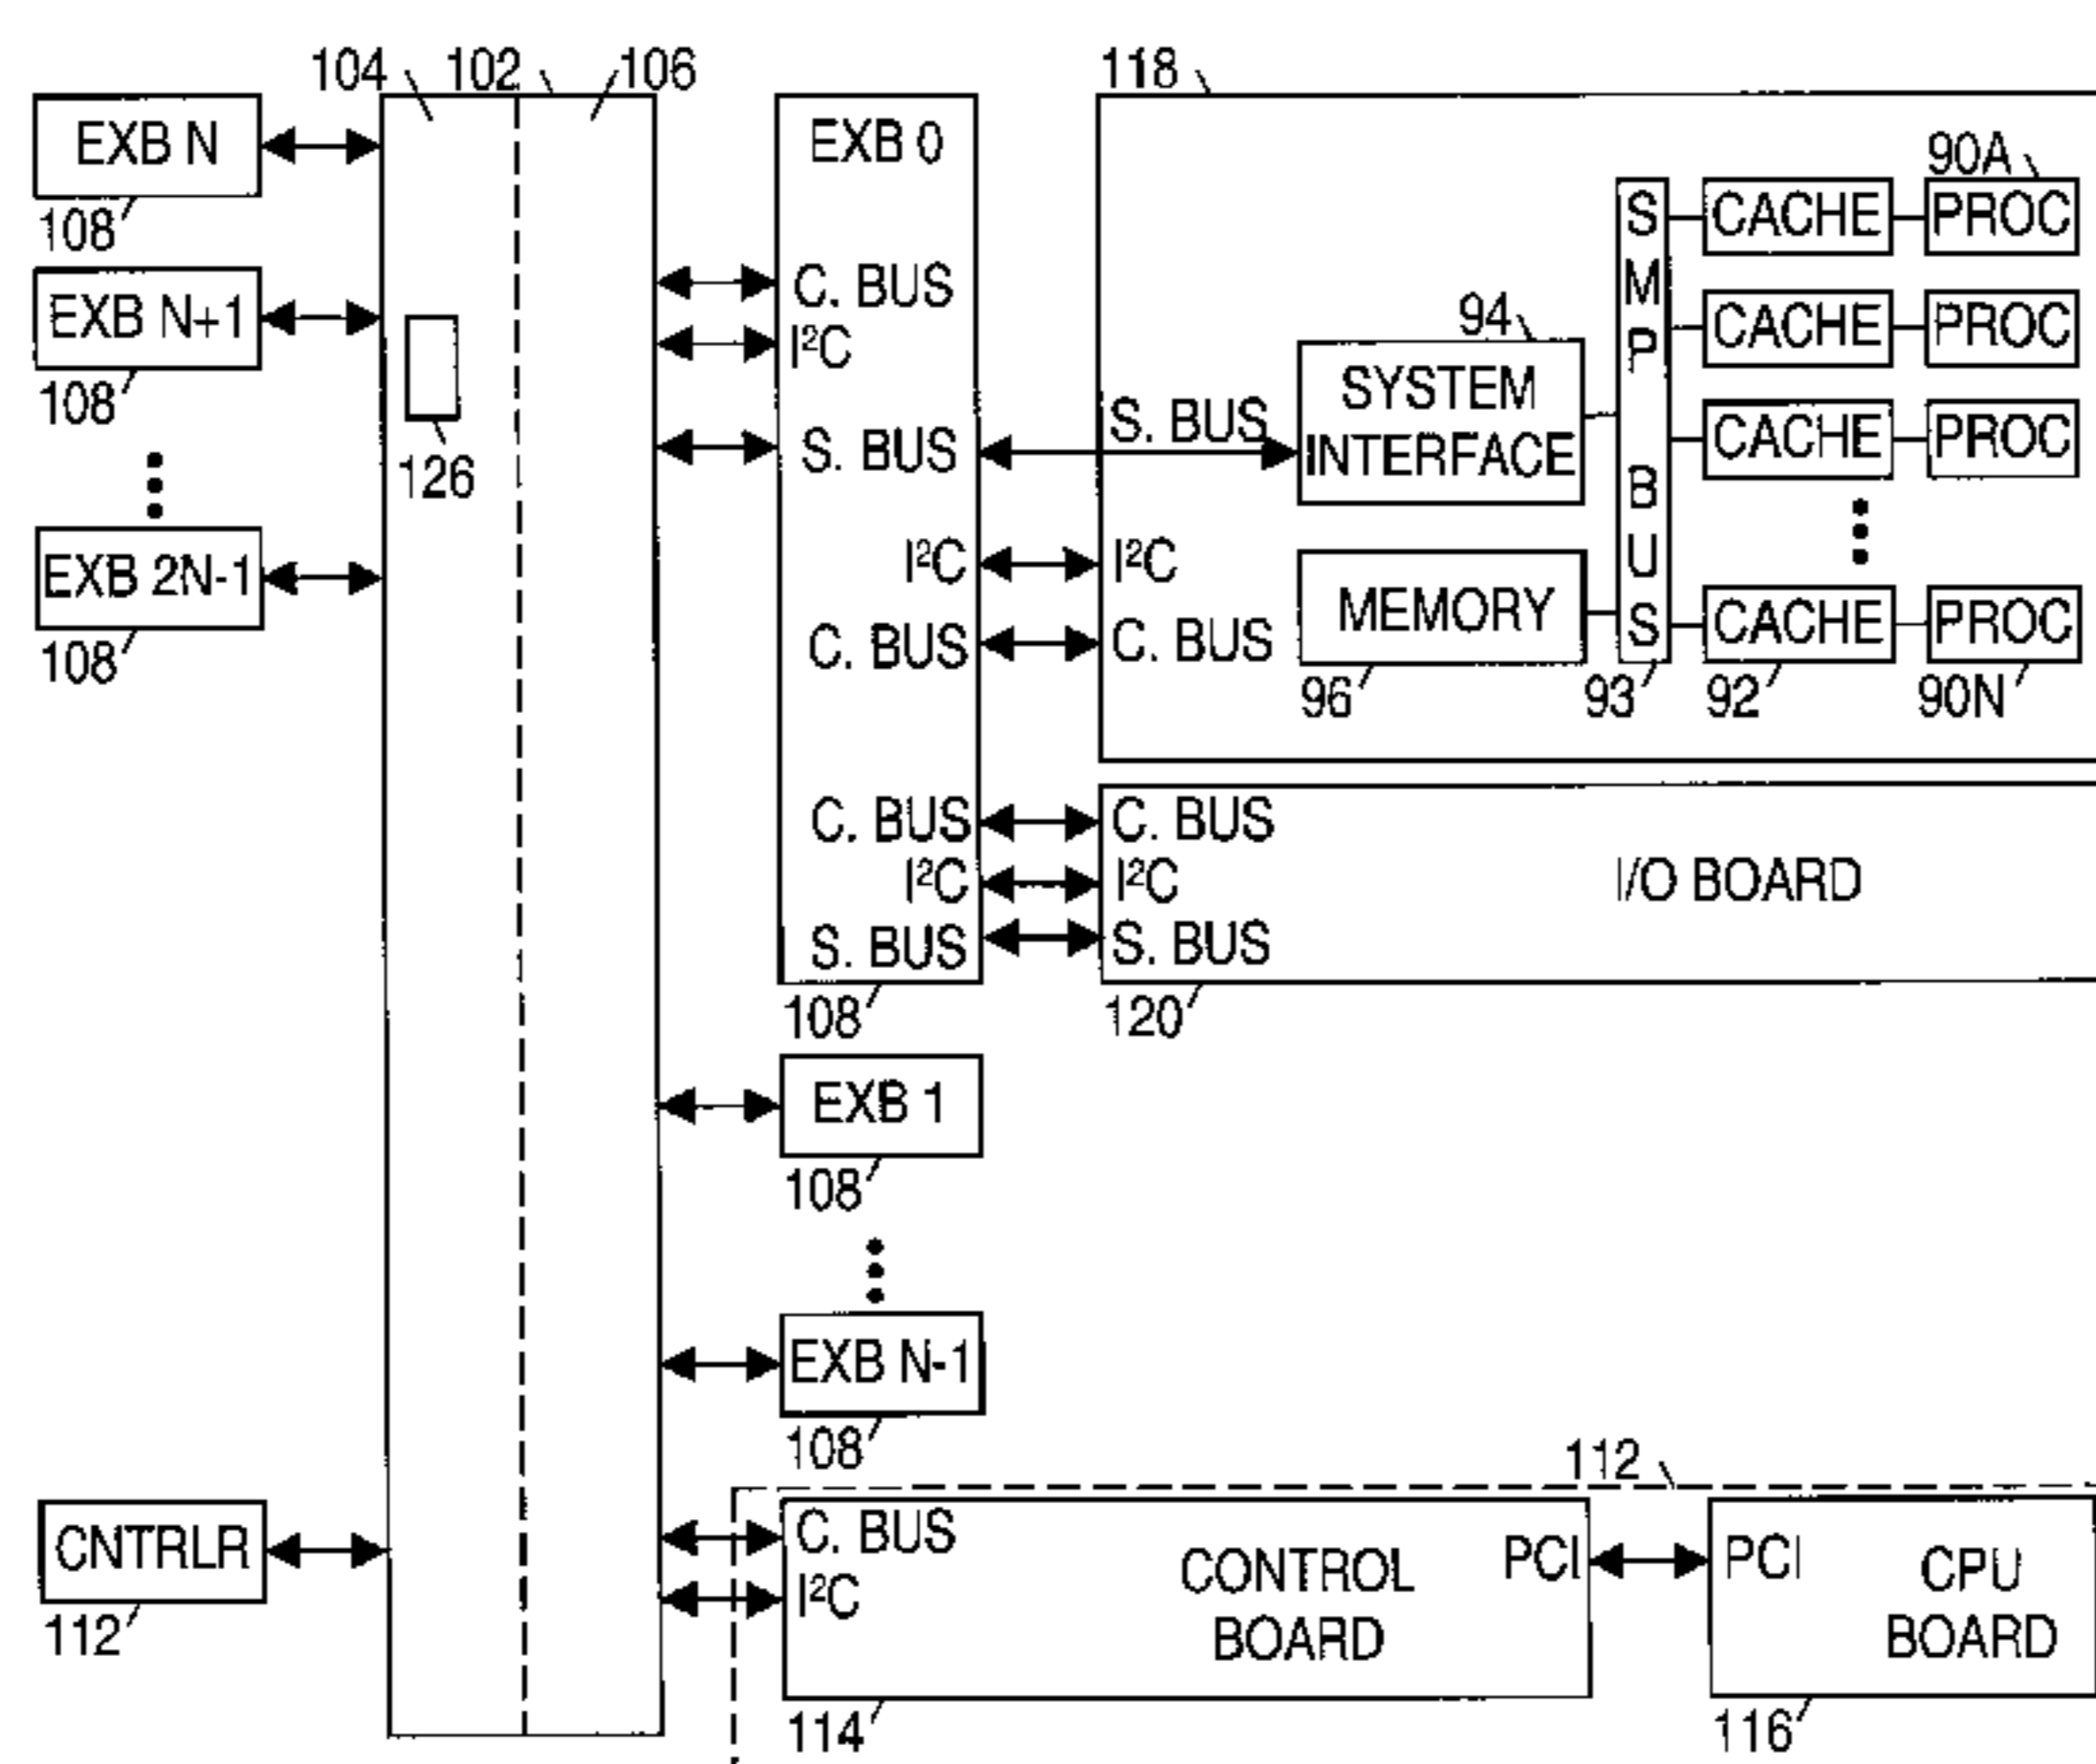 104
102
106
118
EXB N
108
EXB N+1
108
126
EXB 2N-1
108
EXB 0
C. BUS
I²C
S. BUS
I²C
C. BUS
C. BUS
I²C
S. BUS
108
S. BUS
I²C
C. BUS
94
SYSTEM
INTERFACE
MEMORY
96
SMP BUS
93
90A
CACHE
PROC
CACHE
PROC
CACHE
PROC
CACHE
PROC
92
90N
C. BUS
I²C
S. BUS
I/O BOARD
120
EXB 1
108
EXB N-1
108
CNTRLR
112
112
C. BUS
I²C
CONTROL
BOARD
PCI
114
PCI
CPU
BOARD
116